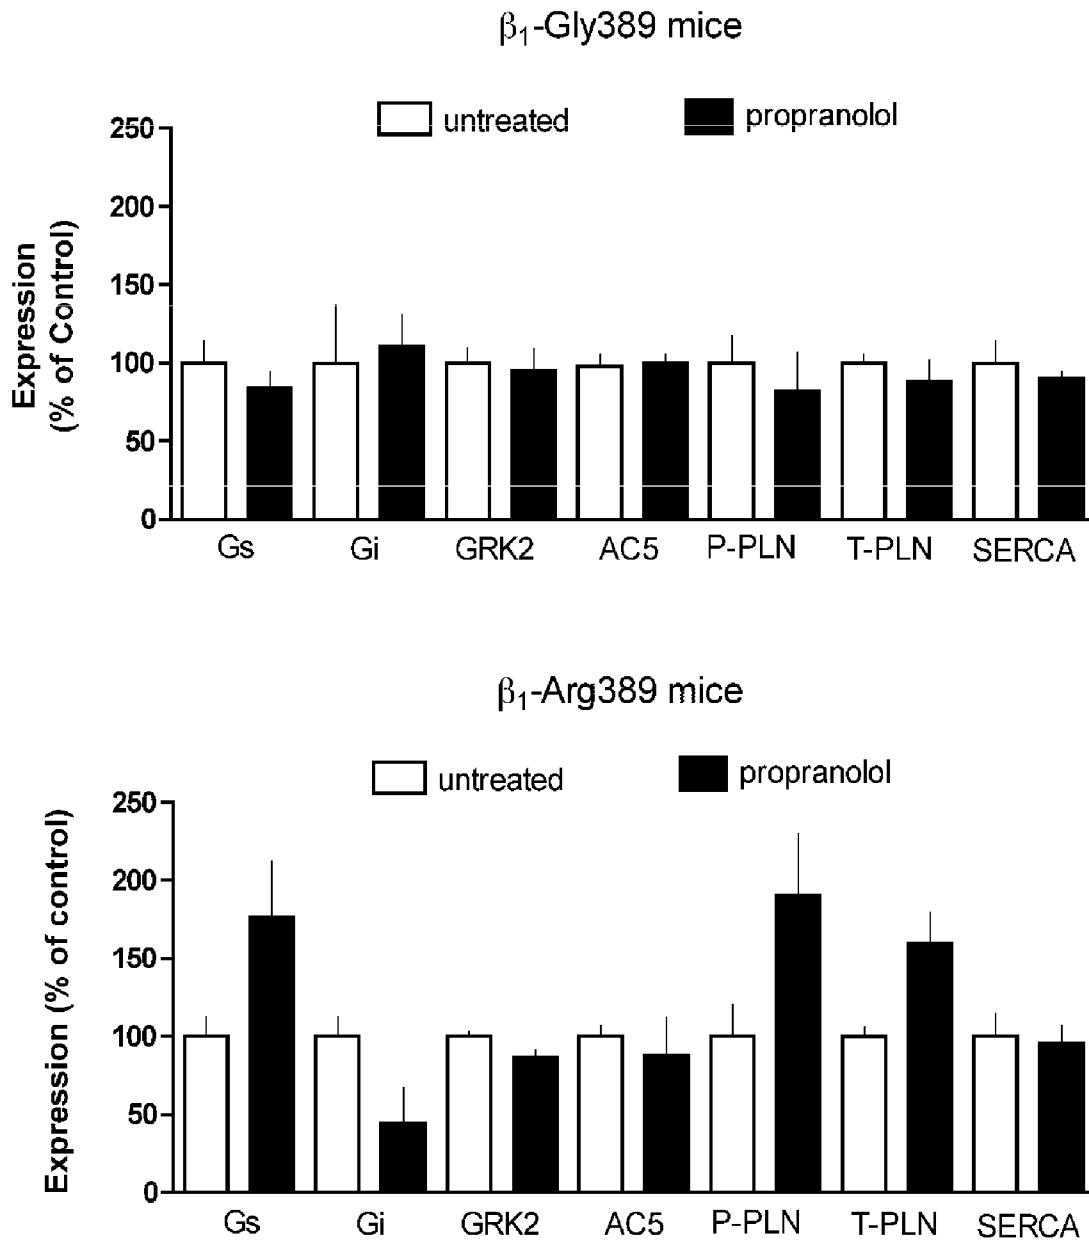 β₁-Gly389 mice
untreated propranolol
250
200
150
100
50
0
Expression
(% of Control)
Gs Gi GRK2 AC5 P-PLN T-PLN SERCA
β₁-Arg389 mice
untreated propranolol
250
200
150
100
50
0
Expression (% of control)
Gs Gi GRK2 AC5 P-PLN T-PLN SERCA